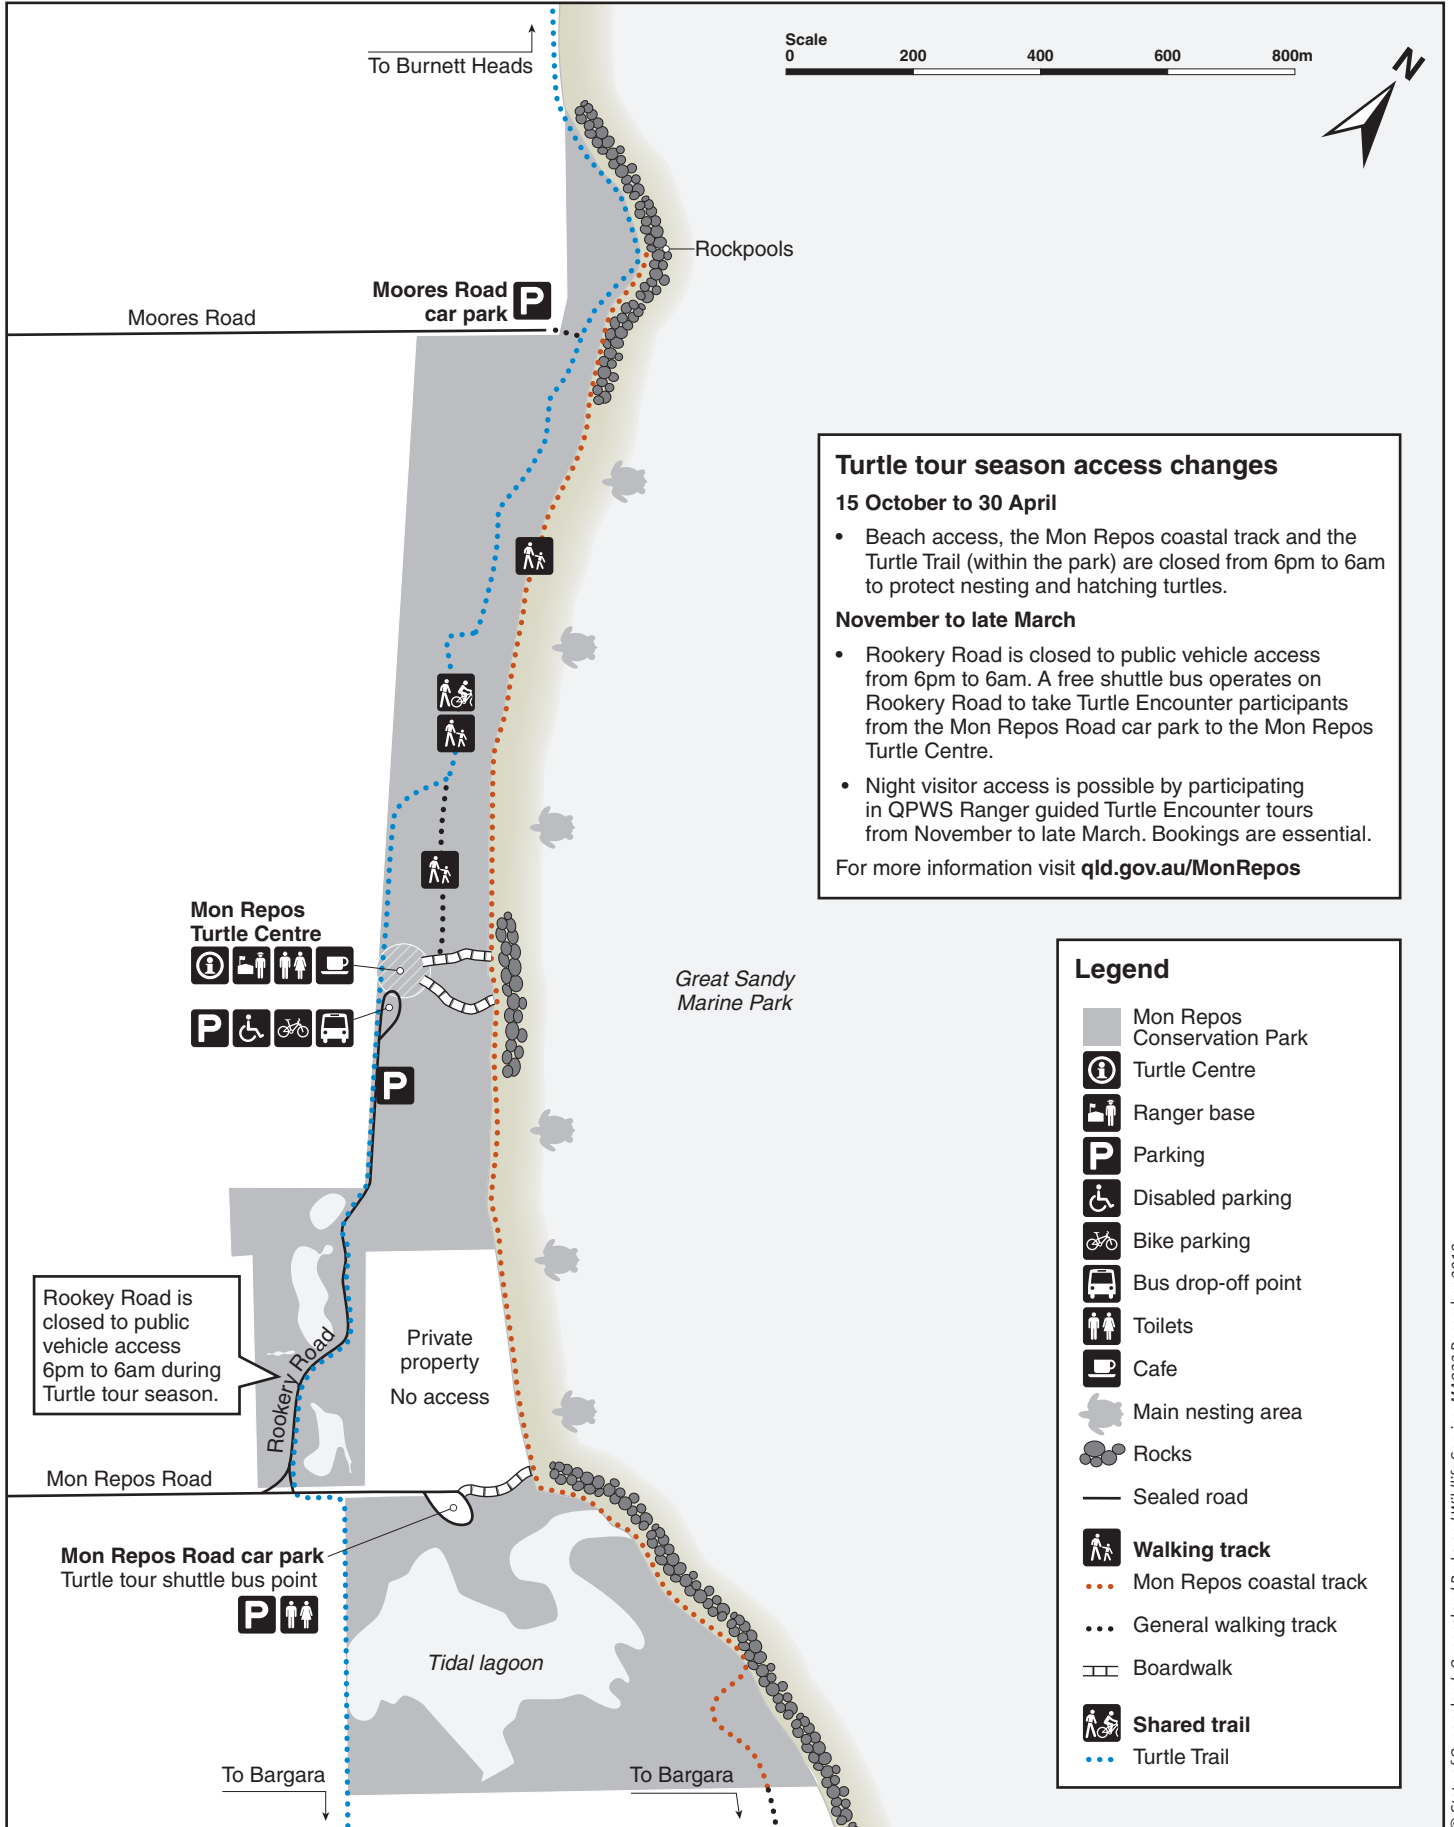 To Burnett Heads
Scale
0 200 400 600 800m
N
Rockpools
Moores Road
car park
P
Moores Road
Turtle tour season access changes
15 October to 30 April
• Beach access, the Mon Repos coastal track and the
Turtle Trail (within the park) are closed from 6pm to 6am
to protect nesting and hatching turtles.
November to late March
• Rookery Road is closed to public vehicle access
from 6pm to 6am. A free shuttle bus operates on
Rookery Road to take Turtle Encounter participants
from the Mon Repos Road car park to the Mon Repos
Turtle Centre.
• Night visitor access is possible by participating
in QPWS Ranger guided Turtle Encounter tours
from November to late March. Bookings are essential.
For more information visit qld.gov.au/MonRepos
Mon Repos
Turtle Centre
P
P
Great Sandy
Marine Park
Rookey Road is
closed to public
vehicle access
6pm to 6am during
Turtle tour season.
Rookery Road
Private
property
No access
Mon Repos Road
Mon Repos Road car park
Turtle tour shuttle bus point
P
Tidal lagoon
To Bargara
To Bargara
Legend
Mon Repos
Conservation Park
Turtle Centre
Ranger base
P Parking
Disabled parking
Bike parking
Bus drop-off point
Toilets
Cafe
Main nesting area
Rocks
Sealed road
Walking track
Mon Repos coastal track
General walking track
Boardwalk
Shared trail
Turtle Trail